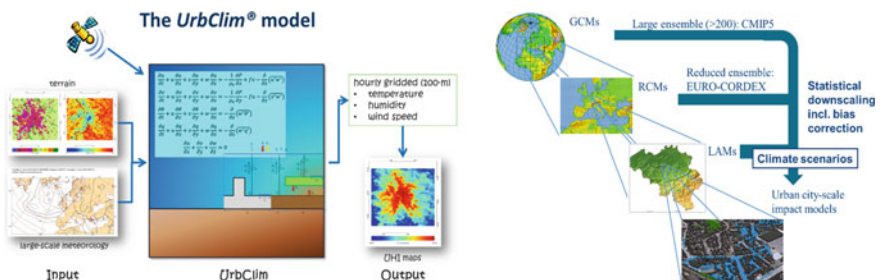 The UrbClim® model
terrain
large-scale meteorology
Input
UrbClim
hourly gridded (100-m)
• temperature
• humidity
• wind speed
UHI maps
Output
GCMs
Large ensemble (>200): CMIP5
Reduced ensemble:
EURO-CORDEX
RCMs
Statistical
downscaling
incl. bias
correction
LAMs
Climate scenarios
Urban city-scale
impact models